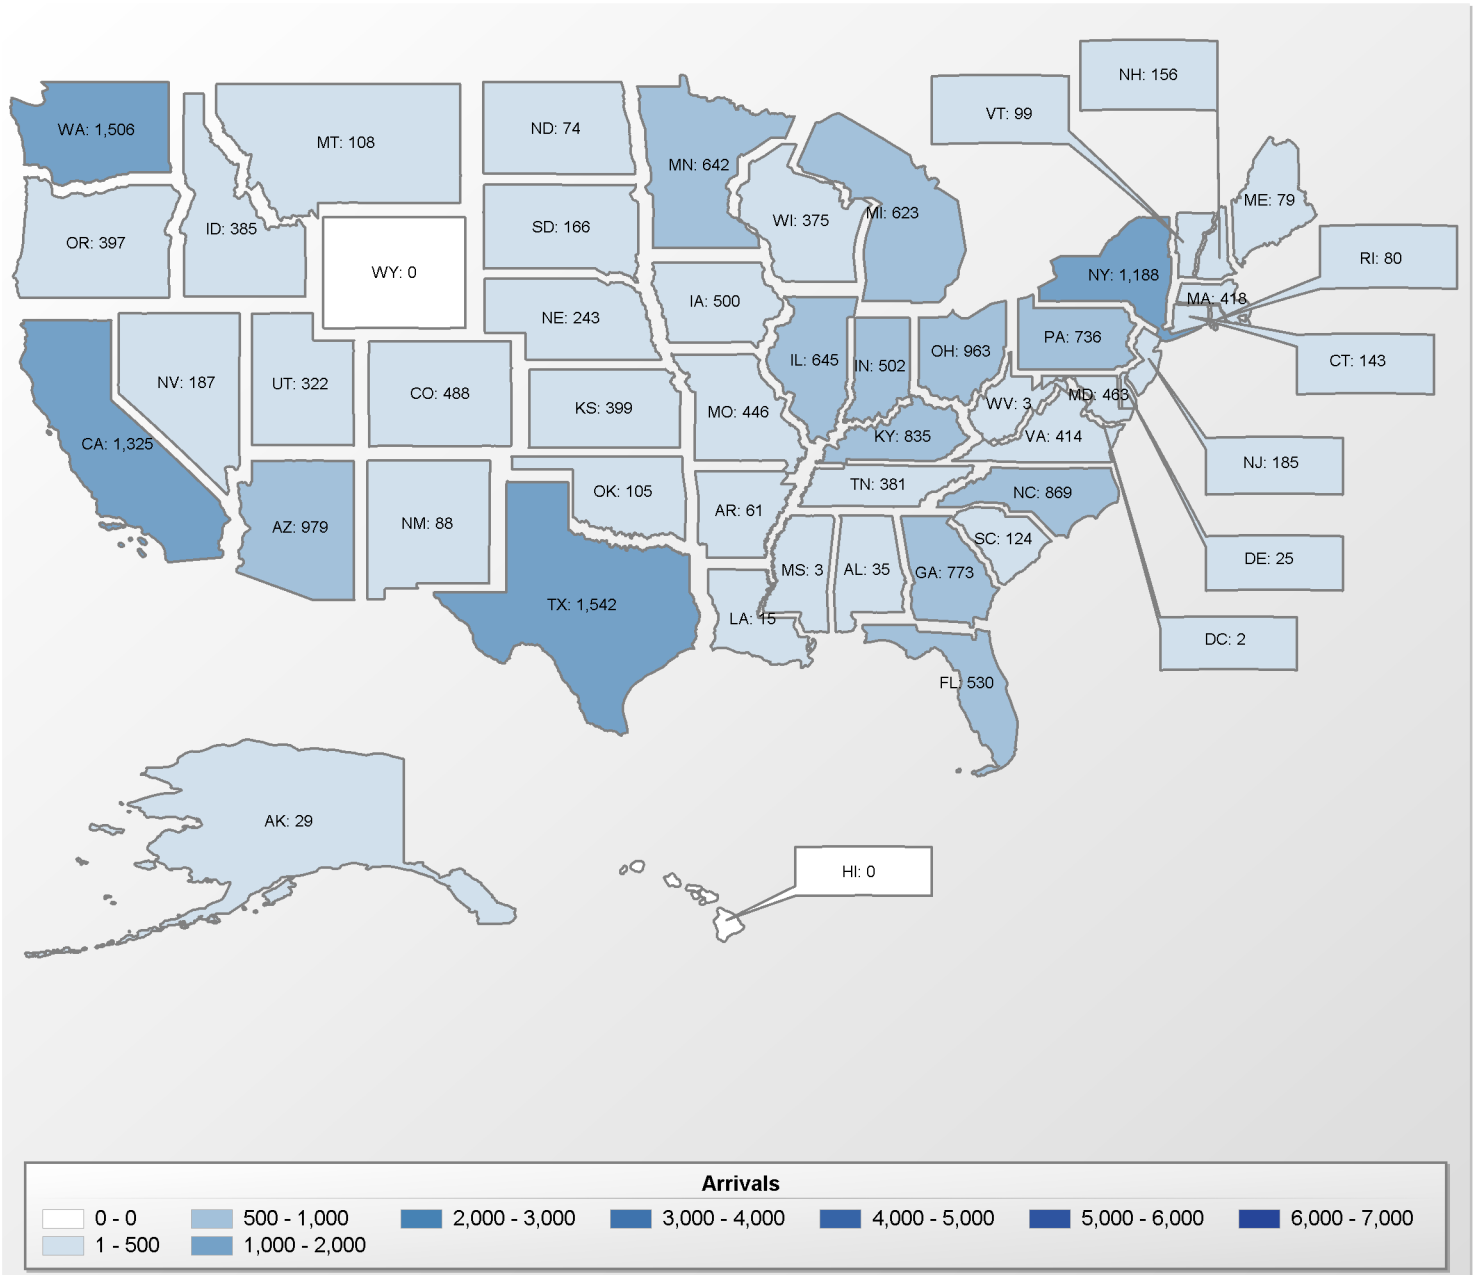 NH: 156
VT: 99
WA: 1,506
MT: 108
ND: 74
MN: 642
ME: 79
OR: 397
ID: 385
SD: 166
WI: 375
MI: 623
WY: 0
NY: 1,188
RI: 80
IA: 500
MA: 418
NE: 243
PA: 736
OH: 963
IL: 645
IN: 502
CT: 143
NV: 187
UT: 322
CO: 488
KS: 399
MO: 446
WV: 3
MD: 463
CA: 1,325
KY: 835
VA: 414
NJ: 185
OK: 105
TN: 381
NC: 869
AZ: 979
NM: 88
AR: 61
SC: 124
DE: 25
MS: 3
AL: 35
GA: 773
TX: 1,542
LA: 15
DC: 2
FL: 530
AK: 29
HI: 0
Arrivals
0 - 0
500 - 1,000
2,000 - 3,000
3,000 - 4,000
4,000 - 5,000
5,000 - 6,000
6,000 - 7,000
1 - 500
1,000 - 2,000